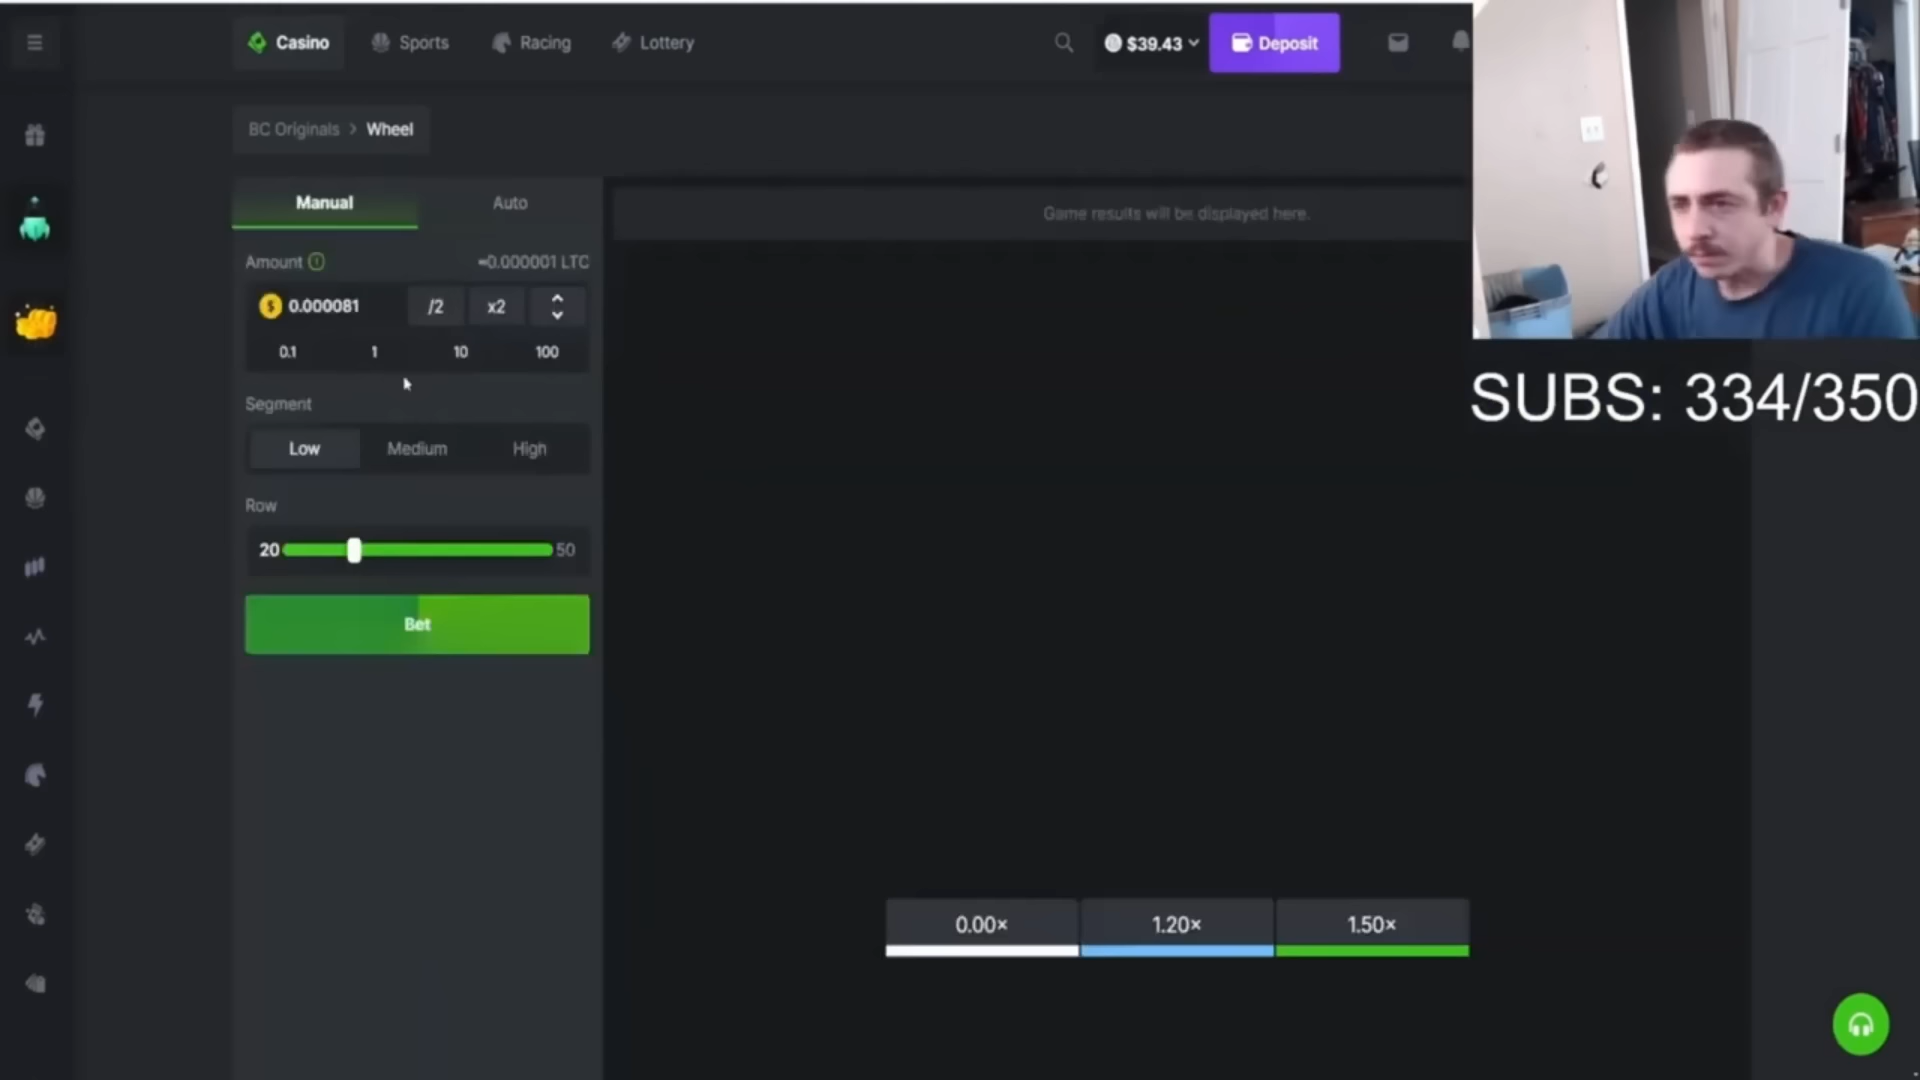 Casino Sports Racing Lottery $39.43 Deposit
BC Originals > Wheel
Manual Auto
Game results will be displayed here.
Amount ≈0.000001 LTC
0.000081 /2 x2
0.1 1 10 100
SUBS: 334/350
Segment
Low Medium High
Row
20 50
Bet
0.00× 1.20× 1.50×